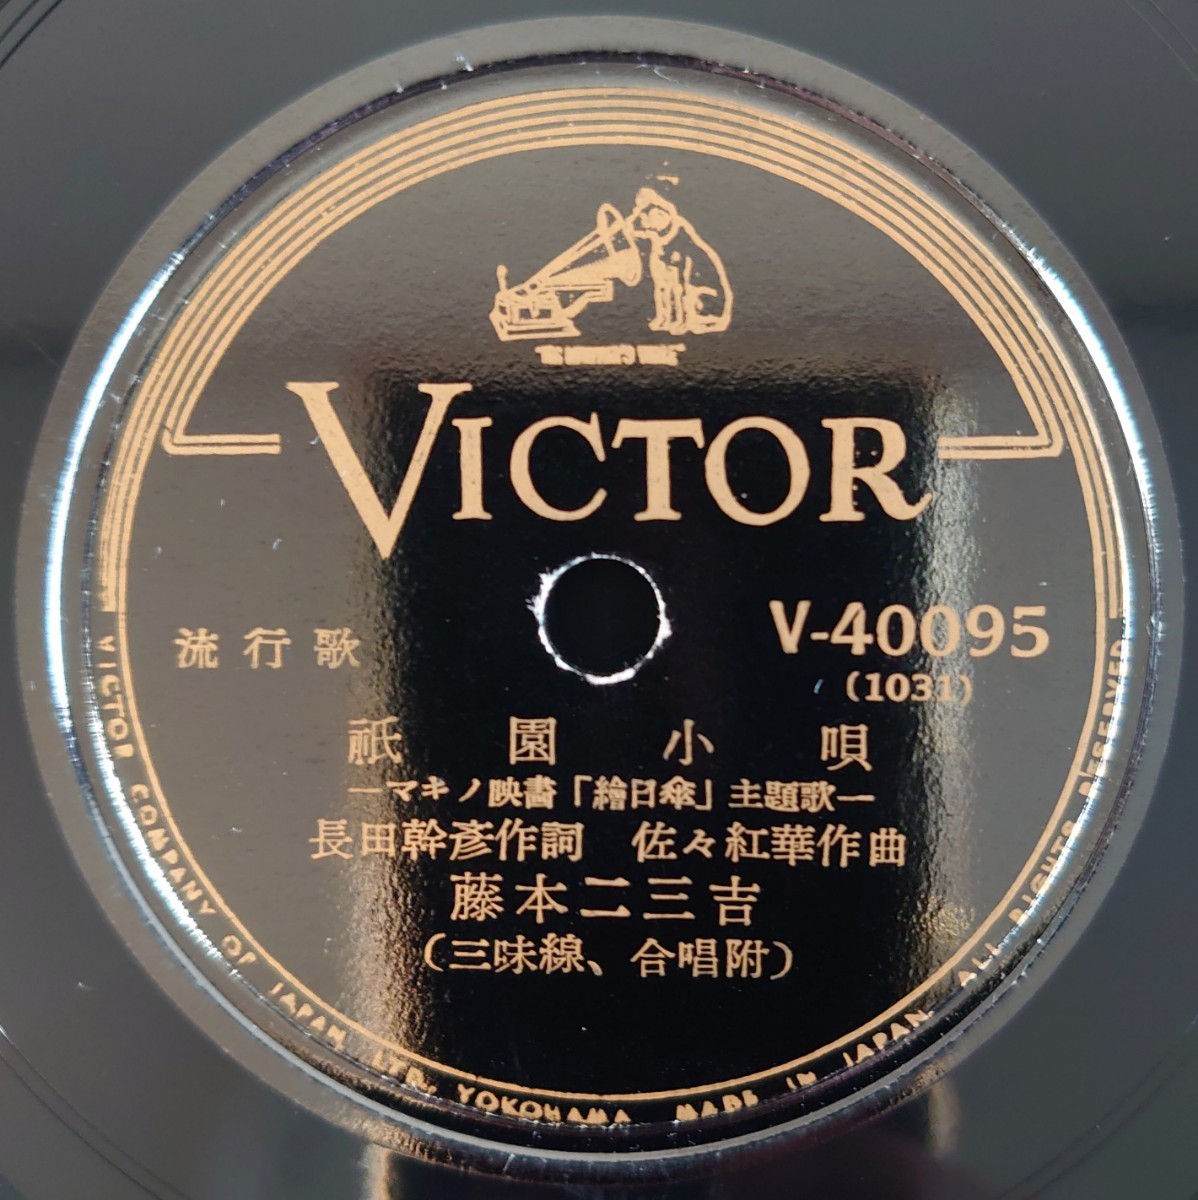 "HIS MASTER'S VOICE"
VICTOR
流行歌
V-40095
(1031)
祇園小唄
—マキノ映畵「繪日傘」主題歌—
長田幹彥作詞 佐々紅華作曲
藤本二三吉
(三味線、合唱附)
VICTOR COMPANY OF JAPAN, LTD. YOKOHAMA MADE IN JAPAN ALL RIGHTS RESERVED